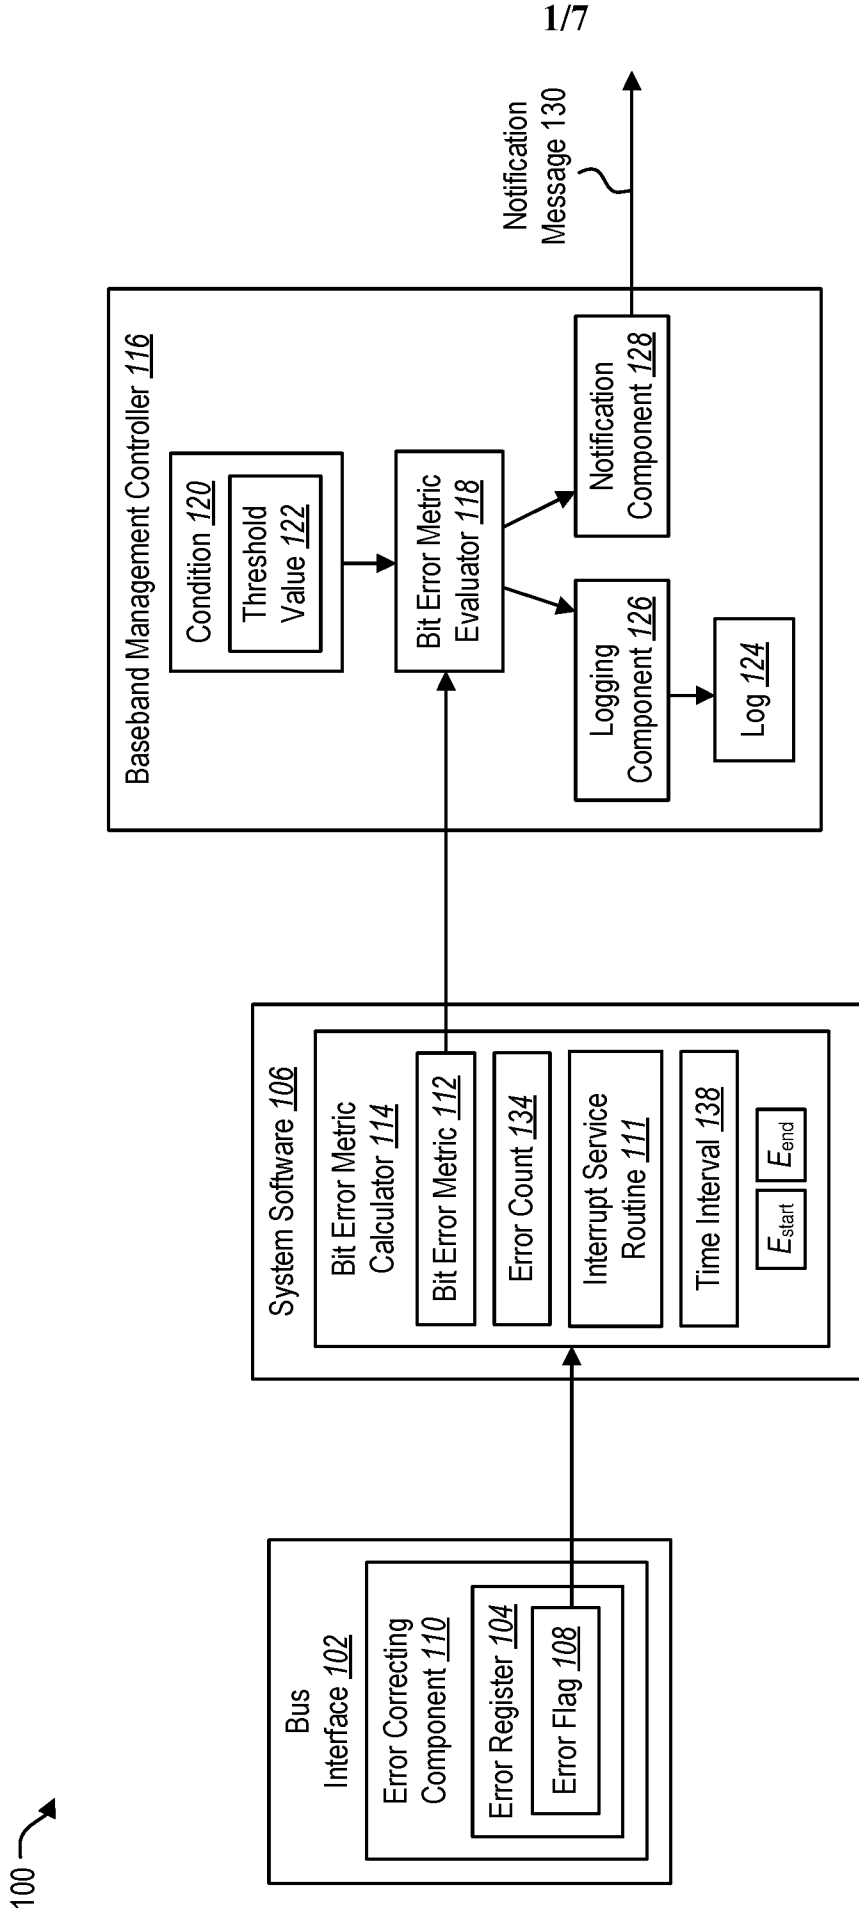 1/7
100
Bus
Interface 102
Error Correcting
Component 110
Error Register 104
Error Flag 108
System Software 106
Bit Error Metric
Calculator 114
Bit Error Metric 112
Error Count 134
Interrupt Service
Routine 111
Time Interval 138
Estart
Eend
Baseband Management Controller 116
Condition 120
Threshold
Value 122
Bit Error Metric
Evaluator 118
Logging
Component 126
Log 124
Notification
Component 128
Notification
Message 130